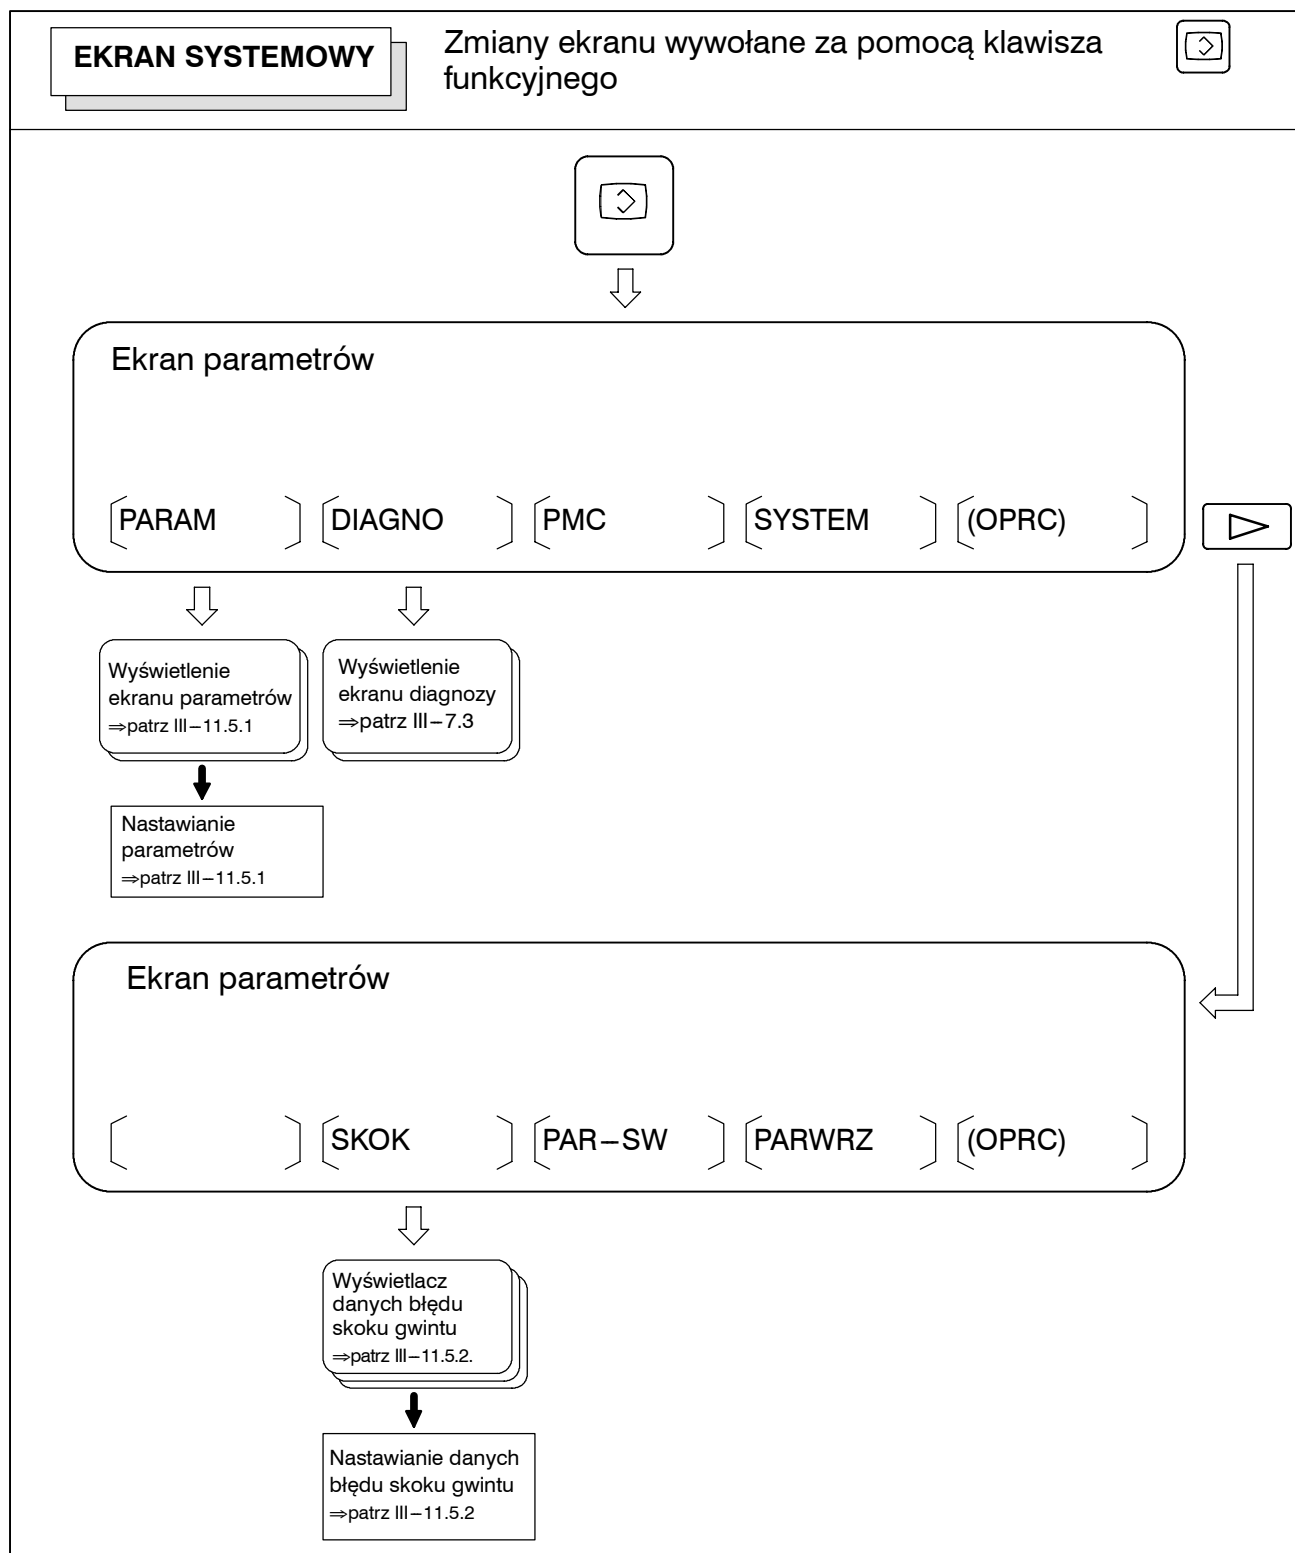 EKRAN SYSTEMOWY
Zmiany ekranu wywołane za pomocą klawisza
funkcyjnego
Ekran parametrów
PARAM
DIAGNO
PMC
SYSTEM
(OPRC)
Wyświetlenie
ekranu parametrów
⇒patrz III–11.5.1
Wyświetlenie
ekranu diagnozy
⇒patrz III–7.3
Nastawianie
parametrów
⇒patrz III–11.5.1
Ekran parametrów
SKOK
PAR–SW
PARWRZ
(OPRC)
Wyświetlacz
danych błędu
skoku gwintu
⇒patrz III–11.5.2.
Nastawianie danych
błędu skoku gwintu
⇒patrz III–11.5.2